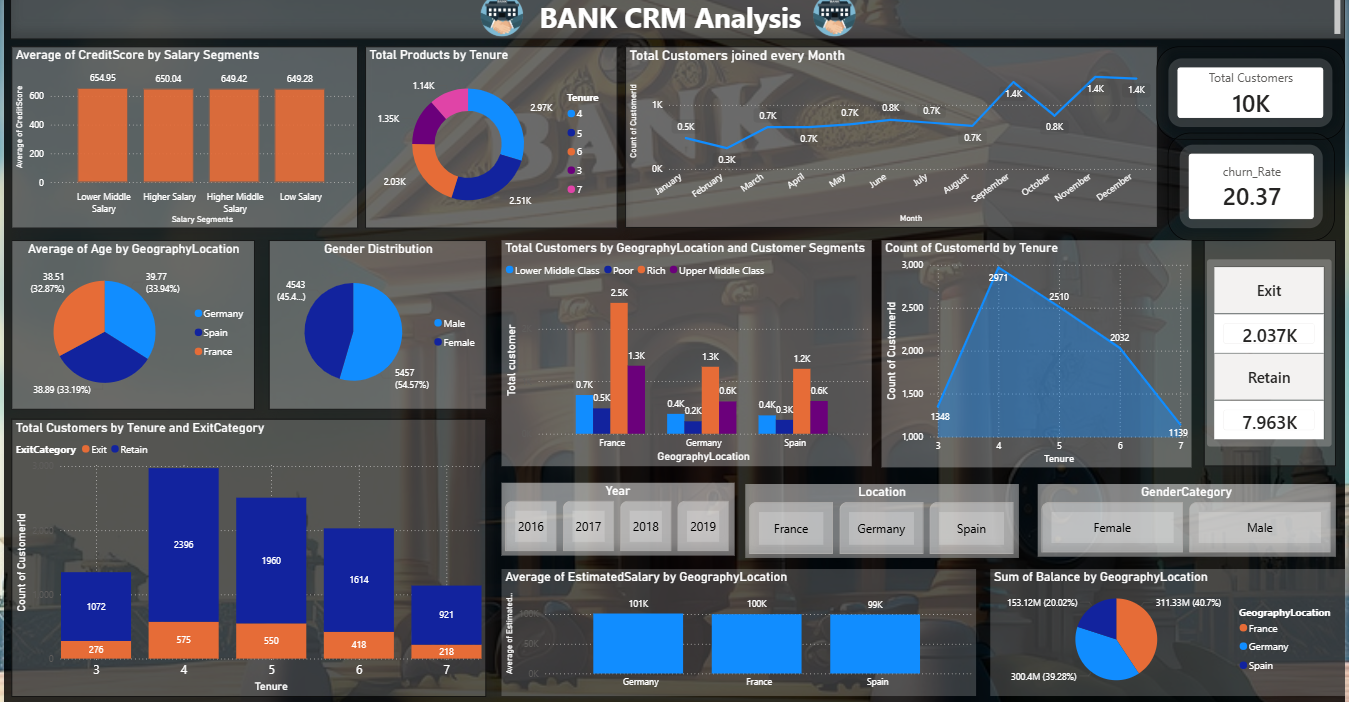 BANK CRM Analysis
Average of CreditScore by Salary Segments
Average of CreditScore
600
400
200
0
654.95
650.04
649.42
649.28
Lower Middle Salary
Higher Salary
Higher Middle Salary
Low Salary
Salary Segments
Total Products by Tenure
1.14K
2.97K
1.35K
2.03K
2.51K
Tenure
4
5
6
3
7
Total Customers joined every Month
Count of CustomerId
1K
0K
0.5K
0.3K
0.7K
0.7K
0.7K
0.8K
0.7K
0.7K
1.4K
0.8K
1.4K
1.4K
January
February
March
April
May
June
July
August
September
October
November
December
Month
Total Customers
10K
churn_Rate
20.37
Average of Age by GeographyLocation
38.51
(32.87%)
39.77
(33.94%)
38.89 (33.19%)
Germany
Spain
France
Gender Distribution
4543
(45.4...)
5457
(54.57%)
Male
Female
Total Customers by GeographyLocation and Customer Segments
Lower Middle Class
Poor
Rich
Upper Middle Class
Total customer
0.7K
0.5K
2.5K
1.3K
0.4K
0.2K
1.3K
0.6K
0.4K
0.3K
1.2K
0.6K
France
Germany
Spain
GeographyLocation
Count of CustomerId by Tenure
Count of CustomerId
3,000
2,500
2,000
1,500
1,000
1348
2971
2510
2032
1139
3
4
5
6
7
Tenure
Exit
2.037K
Retain
7.963K
Total Customers by Tenure and ExitCategory
ExitCategory
Exit
Retain
Count of CustomerId
0
1072
276
2396
575
1960
550
1614
418
921
218
3
4
5
6
7
Tenure
Year
2016
2017
2018
2019
Location
France
Germany
Spain
GenderCategory
Female
Male
Average of EstimatedSalary by GeographyLocation
Average of Estimated...
100K
50K
0K
101K
100K
99K
Germany
France
Spain
Sum of Balance by GeographyLocation
153.12M (20.02%)
311.33M (40.7%)
300.4M (39.28%)
GeographyLocation
France
Germany
Spain